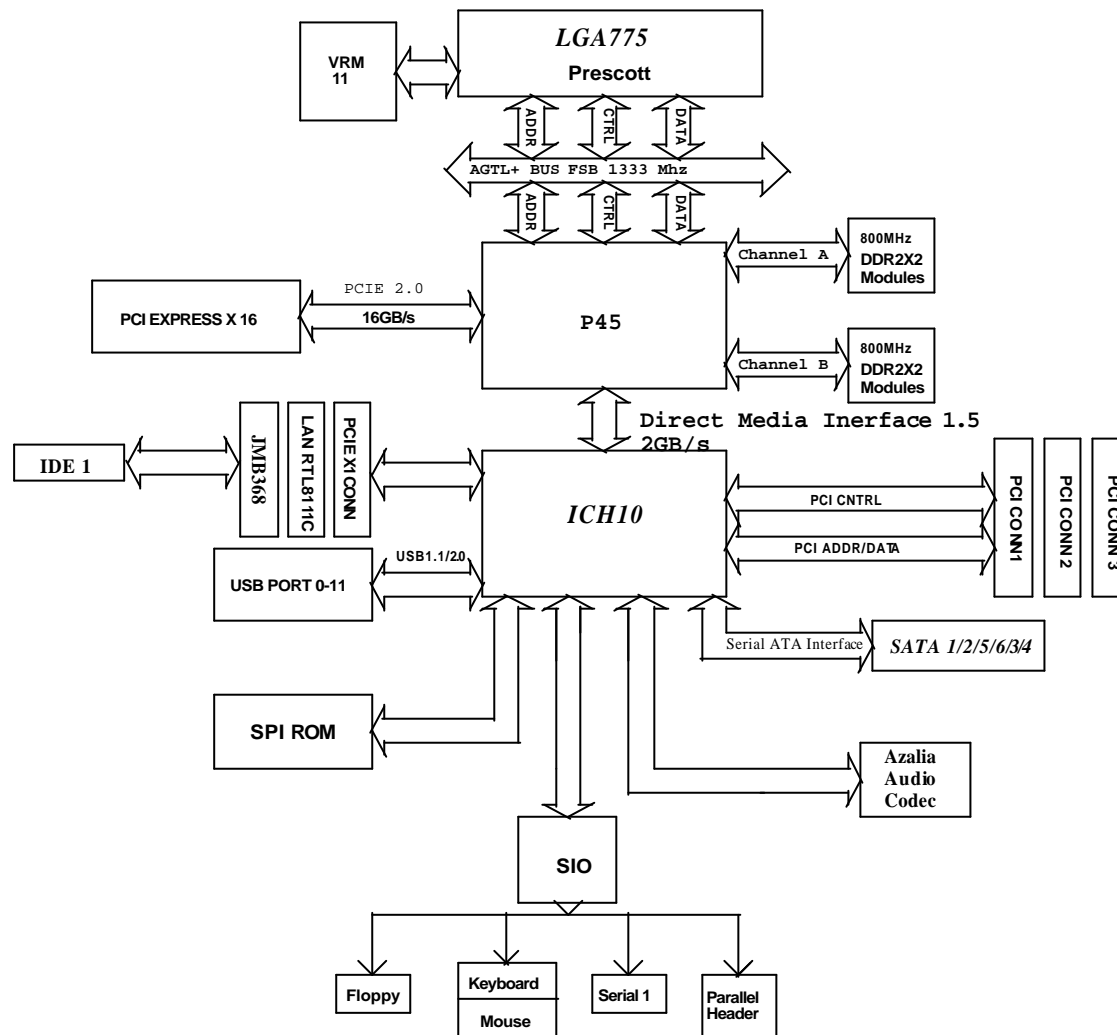 LGA775
Prescott
VRM
11
ADDR
CTRL
DATA
AGTL+ BUS FSB 1333 Mhz
ADDR
CTRL
DATA
Channel A
800MHz
DDR2X2
Modules
PCIE 2.0
16GB/s
PCI EXPRESS X 16
P45
Channel B
800MHz
DDR2X2
Modules
Direct Media Inerface 1.5
2GB/s
IDE 1
JMB368
LAN RTL8111C
PCIE X1 CONN
ICH10
PCI CNTRL
PCI ADDR/DATA
PCI CONN1
PCI CONN 2
PCI CONN 3
USB1.1/2.0
USB PORT 0-11
Serial ATA Interface
SATA 1/2/5/6/3/4
SPI ROM
Azalia
Audio
Codec
SIO
Floppy
Keyboard
Mouse
Serial 1
Parallel
Header